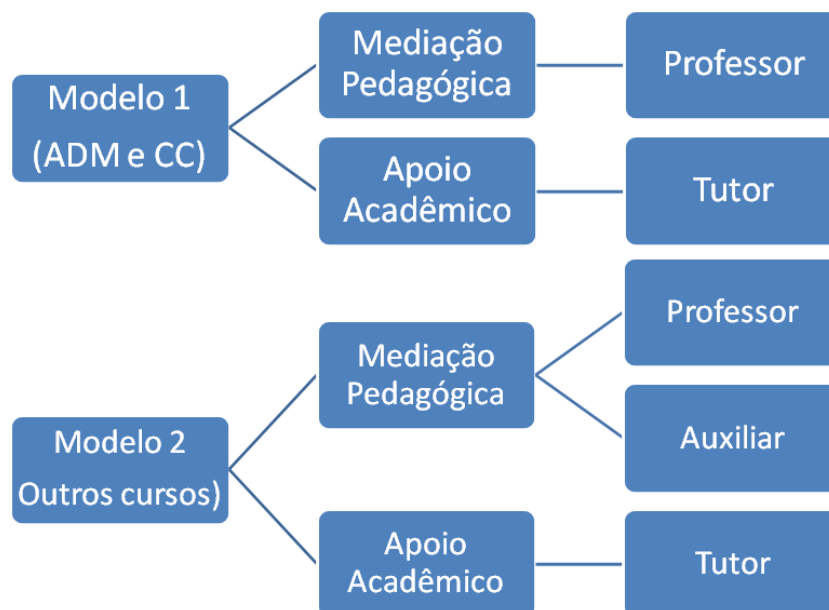 Modelo 1
(ADM e CC)
Mediação
Pedagógica
Professor
Apoio
Acadêmico
Tutor
Modelo 2
Outros cursos)
Mediação
Pedagógica
Professor
Auxiliar
Apoio
Acadêmico
Tutor